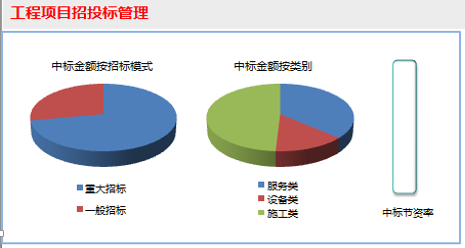 工程项目招投标管理
中标金额按招标模式
中标金额按类别
重大招标
一般招标
服务类
设备类
施工类
中标节资率